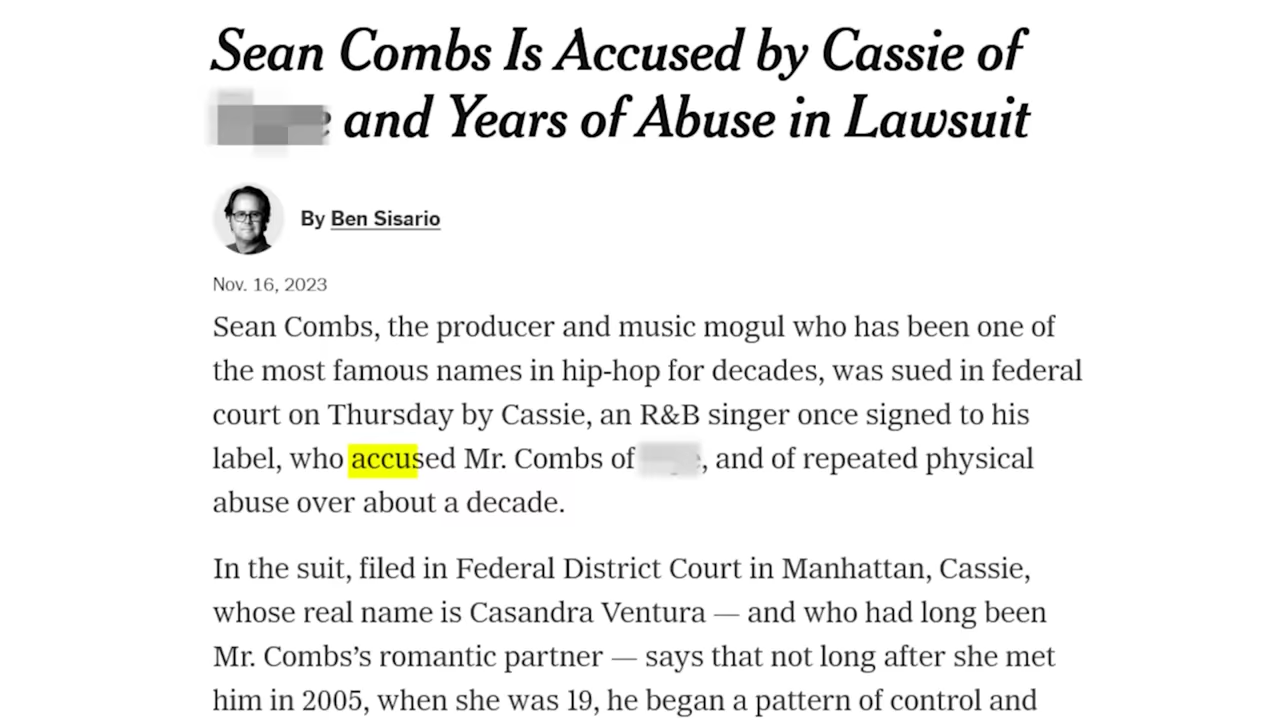 Sean Combs Is Accused by Cassie of
and Years of Abuse in Lawsuit
By Ben Sisario
Nov. 16, 2023
Sean Combs, the producer and music mogul who has been one of
the most famous names in hip-hop for decades, was sued in federal
court on Thursday by Cassie, an R&B singer once signed to his
label, who accused Mr. Combs of , and of repeated physical
abuse over about a decade.
In the suit, filed in Federal District Court in Manhattan, Cassie,
whose real name is Casandra Ventura — and who had long been
Mr. Combs’s romantic partner — says that not long after she met
him in 2005, when she was 19, he began a pattern of control and